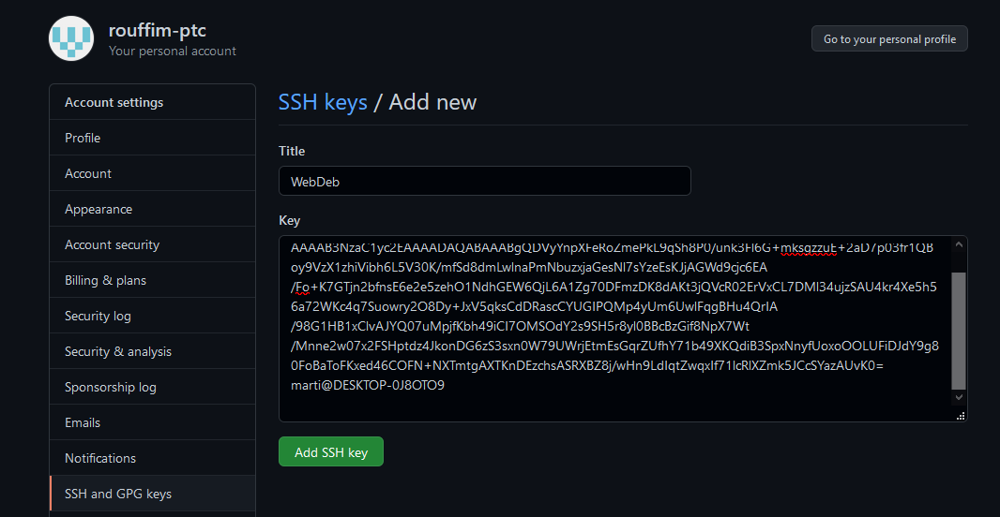 rouffim-ptc
Your personal account
Go to your personal profile
Account settings
Profile
Account
Appearance
Account security
Billing & plans
Security log
Security & analysis
Sponsorship log
Emails
Notifications
SSH and GPG keys
SSH keys / Add new
Title
WebDeb
Key
AAAAB3NzaC1yc2EAAAADAQABAAABgQDVyYnpXFeRoZmePkL9qSh8P0/unk3Fl6G+mksqzzuE+2aD7p03fr1QB
oy9VzX1zhiVibh6L5V30K/mfSd8dmLwlnaPmNbuzxjaGesNl7sYzeEsKJjAGWd9cjc6EA
/Fo+K7GTjn2bfnsE6e2e5zehO1NdhGEW6QjL6A1Zg70DFmzDK8dAKt3jQVcR02ErVxCL7DMl34ujzSAU4kr4Xe5h5
6a72WKc4q7Suowry2O8Dy+JxV5qksCdDRascCYUGIPQMp4yUm6UwlFqgBHu4QrIA
/98G1HB1xClvAJYQ07uMpjfKbh49iCI7OMSOdY2s9SH5r8yl0BBcBzGif8NpX7Wt
/Mnne2w07x2FSHptdz4JkonDG6zS3sxn0W79UWrjEtmEsGqrZUfhY71b49XKQdiB3SpxNnyfUoxoOOLUFiDJdY9g8
0FoBaToFKxed46COFN+NXTmtgAXTKnDEzchsASRXBZ8j/wHn9LdIqtZwqxIf71lcRlXZmk5JCcSYazAUvK0=
marti@DESKTOP-0J8OTO9
Add SSH key